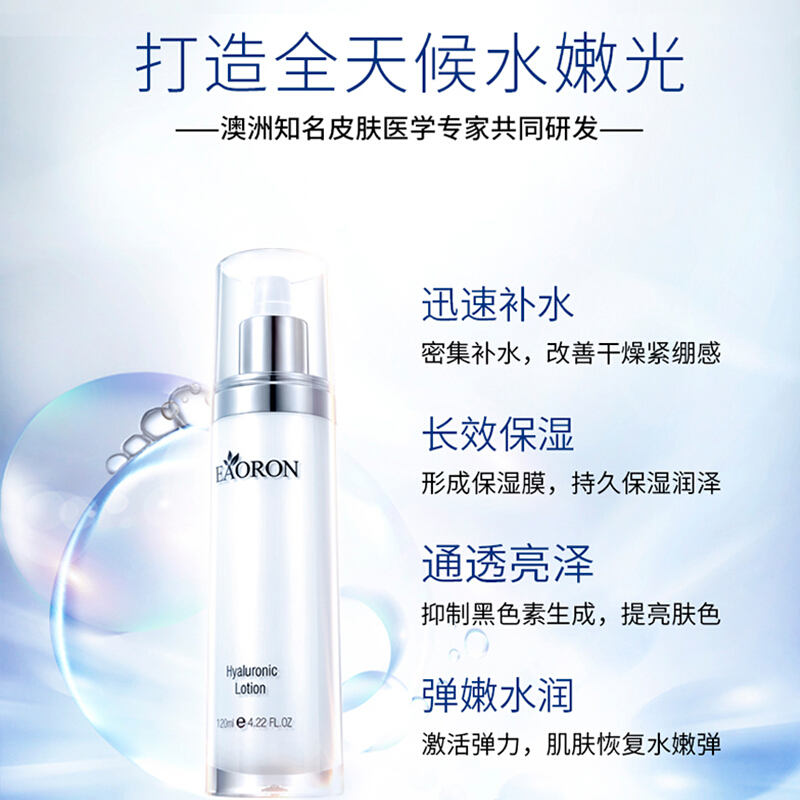 打造全天候水嫩光
澳洲知名皮肤医学专家共同研发
迅速补水
密集补水，改善干燥紧绷感
长效保湿
形成保湿膜，持久保湿润泽
通透亮泽
抑制黑色素生成，提亮肤色
弹嫩水润
激活弹力，肌肤恢复水嫩弹
EAORON
Hyaluronic
Lotion
120ml e 4.22 FL.OZ